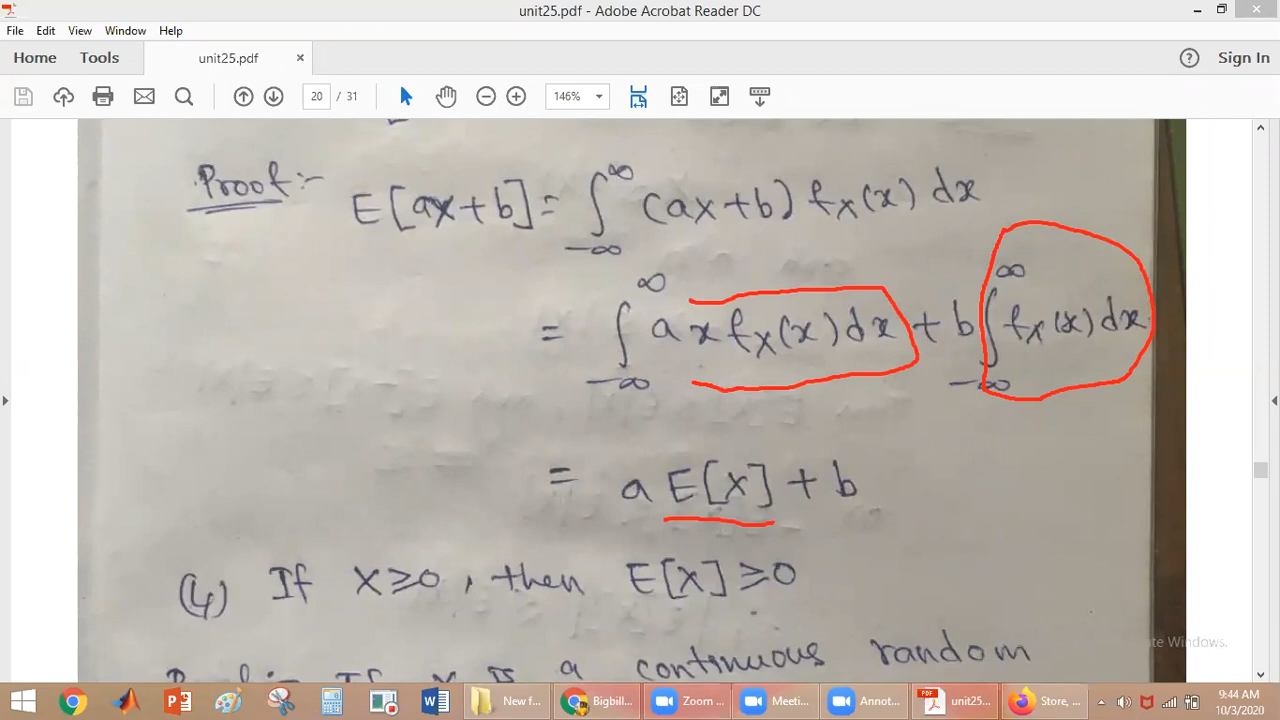 unit25.pdf - Adobe Acrobat Reader DC
File Edit View Window Help
Home Tools unit25.pdf × Sign In
20 / 31 146%
Proof:-
E[ax+b] = ∫_{-∞}^{∞} (ax+b) f_X(x) dx
= ∫_{-∞}^{∞} a x f_X(x) dx + b ∫_{-∞}^{∞} f_X(x) dx
= a E[X] + b
(4) If X≥0, then E[X] ≥0
a continuous random
ate Windows.
New f... Bigbill... Zoom ... Meeti... Annot... unit25... Store, ... 9:44 AM
10/3/2020